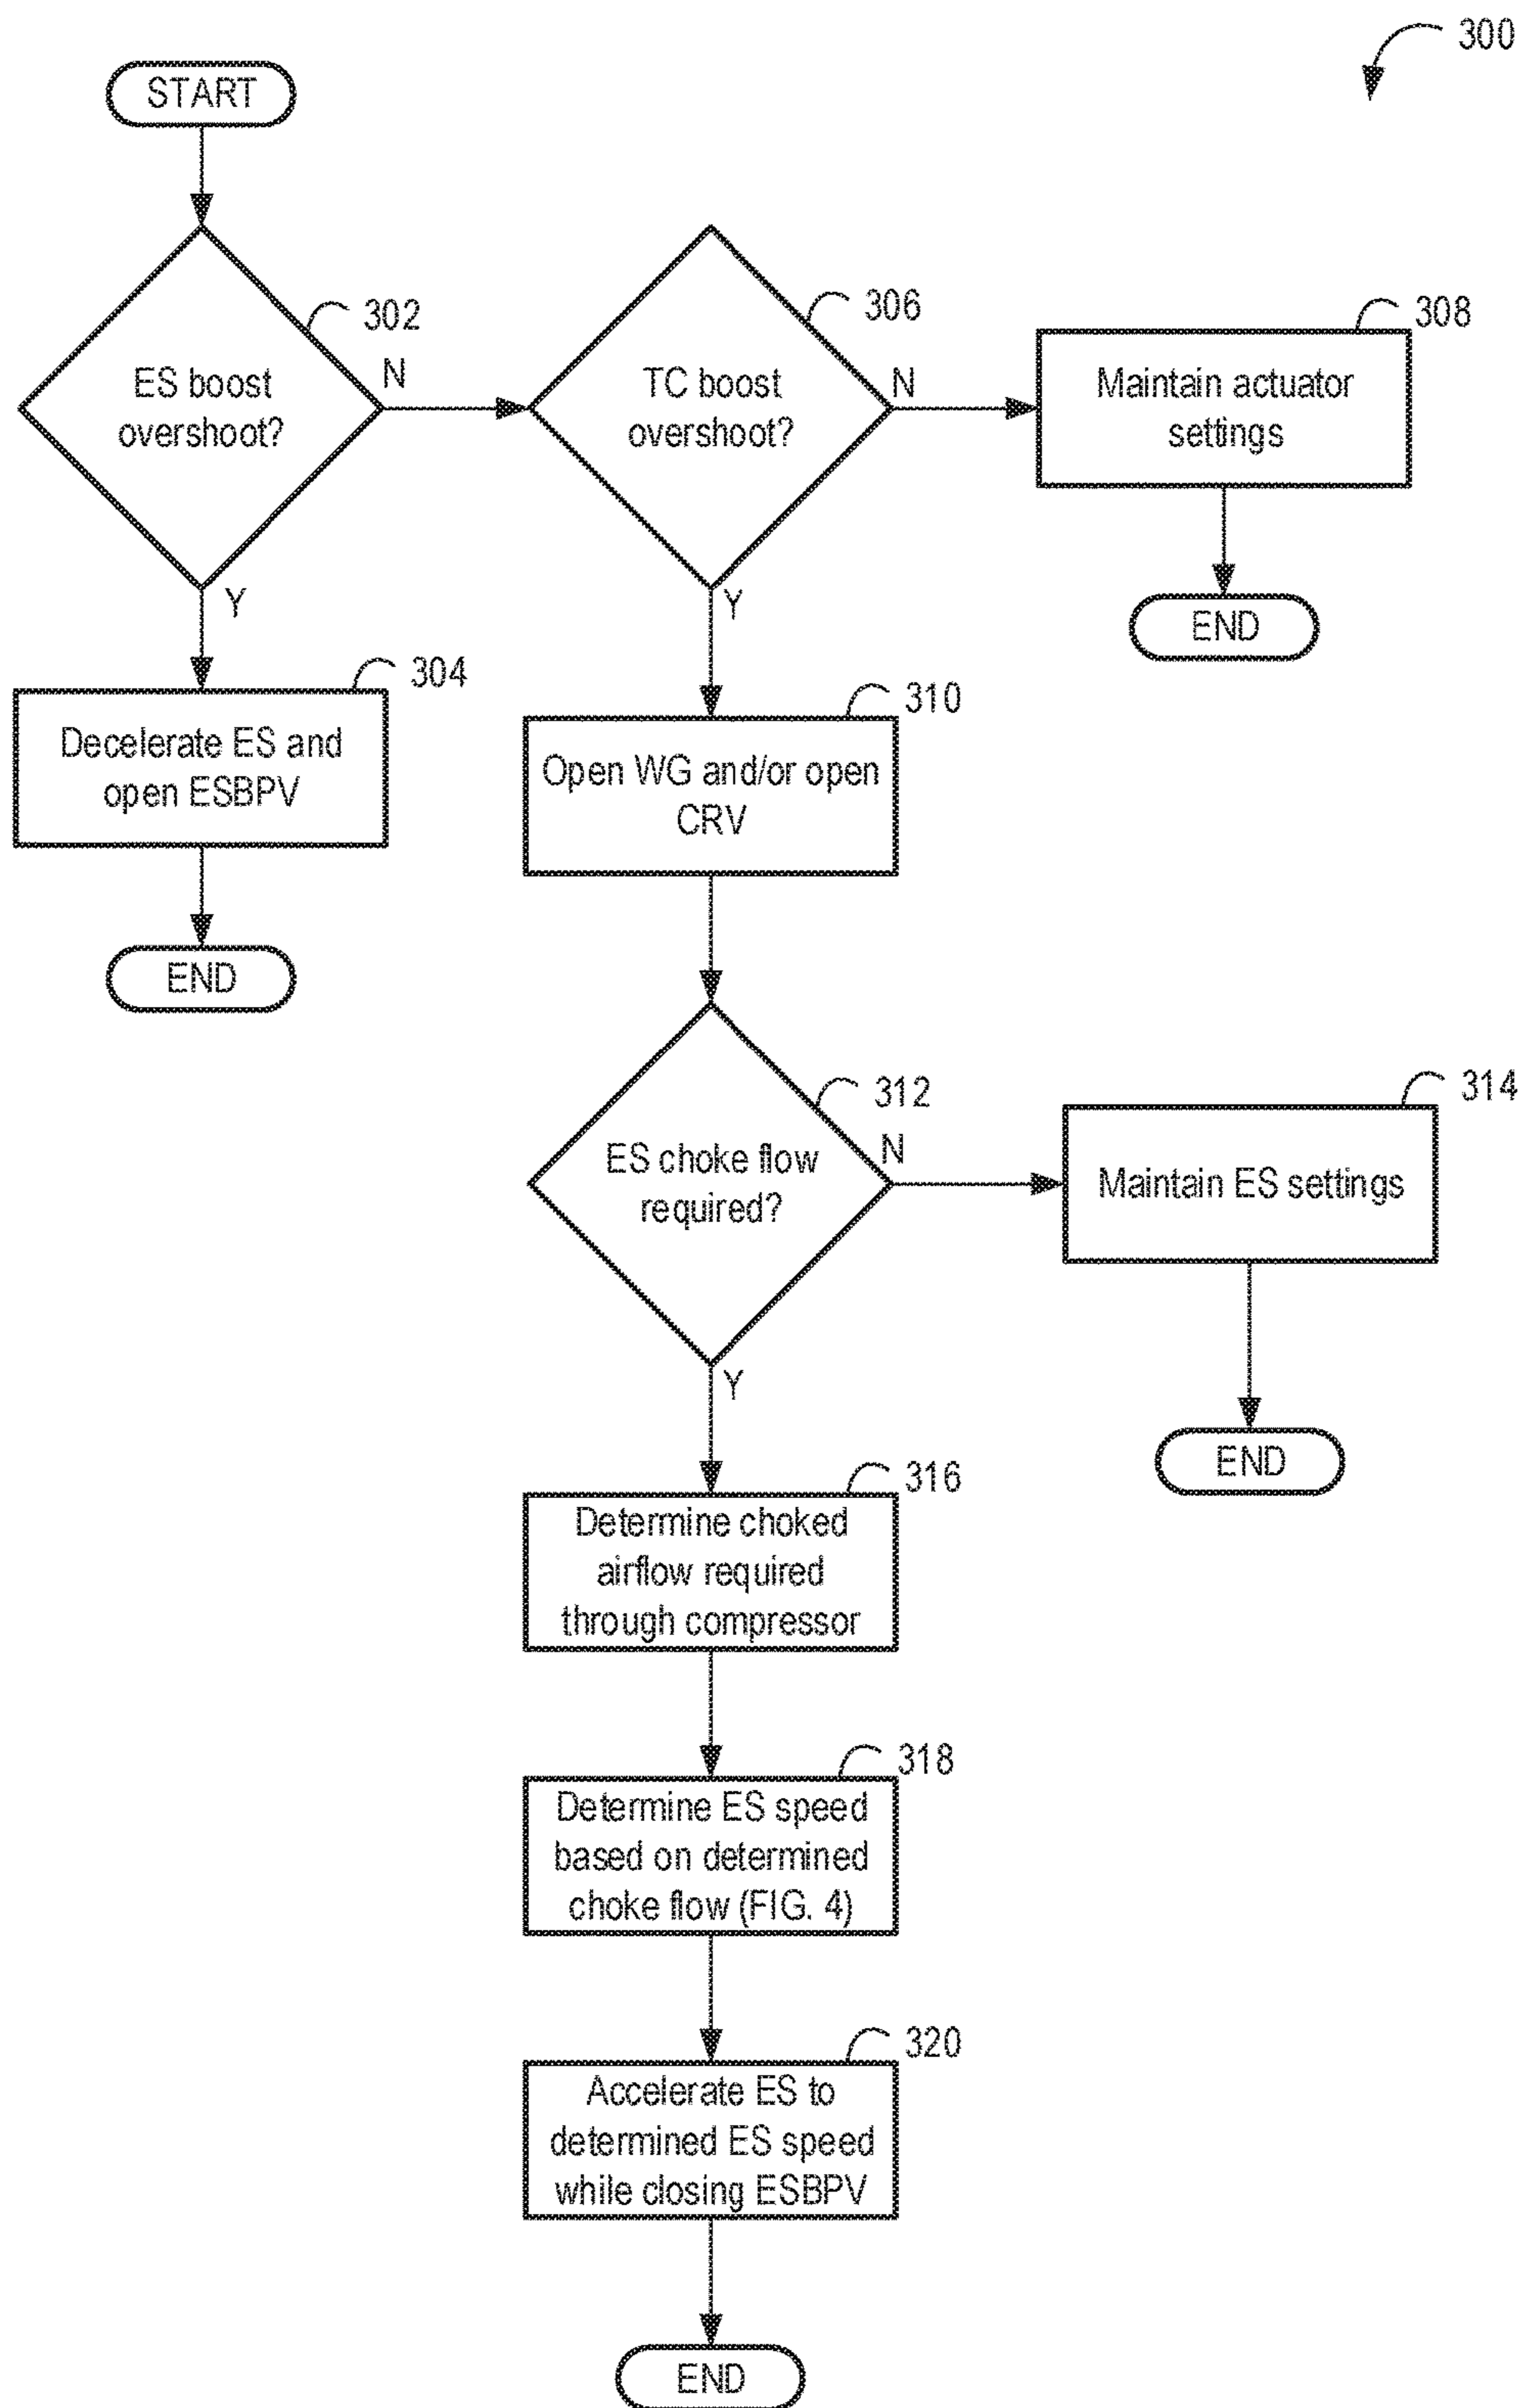 300
START
302
ES boost
overshoot?
N
Y
306
TC boost
overshoot?
N
Y
308
Maintain actuator
settings
END
304
Decelerate ES and
open ESBPV
END
310
Open WG and/or open
CRV
312
ES choke flow
required?
N
Y
314
Maintain ES settings
END
316
Determine choked
airflow required
through compressor
318
Determine ES speed
based on determined
choke flow (FIG. 4)
320
Accelerate ES to
determined ES speed
while closing ESBPV
END